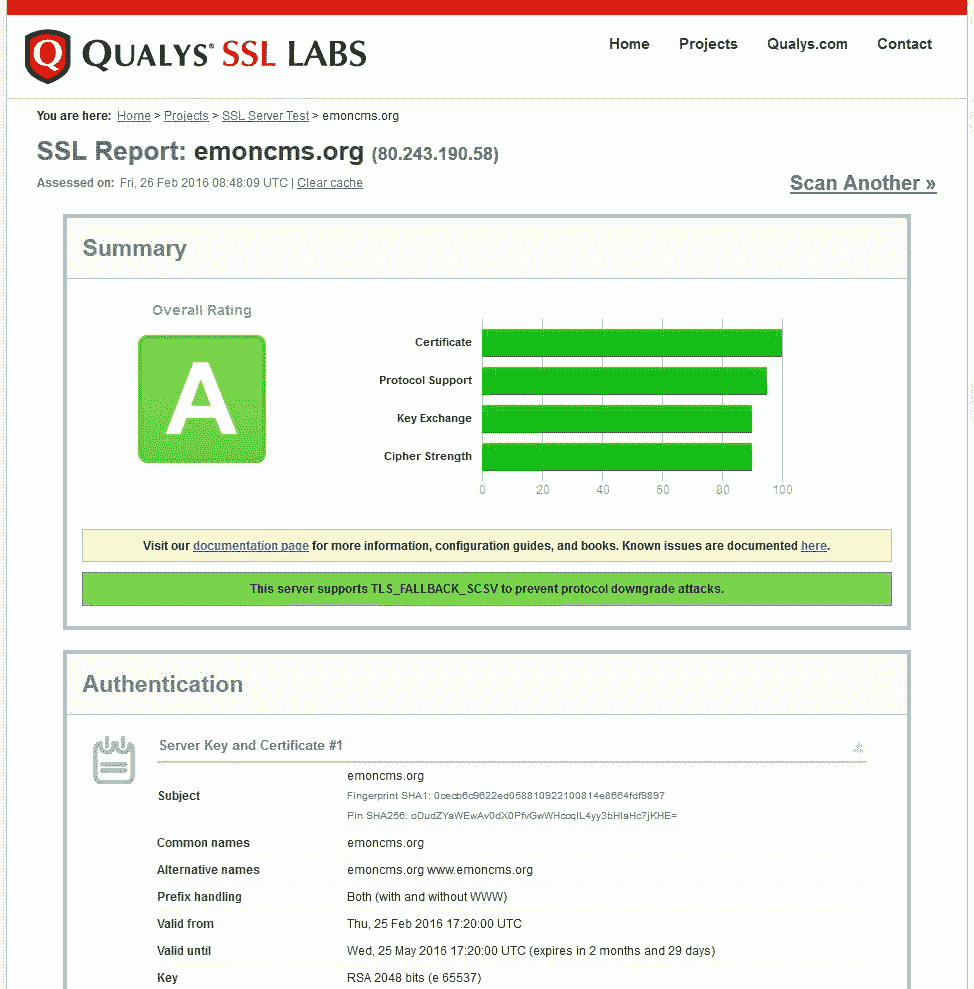 QUALYS® SSL LABS
Home Projects Qualys.com Contact
You are here: Home > Projects > SSL Server Test > emoncms.org
SSL Report: emoncms.org (80.243.190.58)
Assessed on: Fri, 26 Feb 2016 08:48:09 UTC | Clear cache
Scan Another »
Summary
Overall Rating
A
Certificate
Protocol Support
Key Exchange
Cipher Strength
0 20 40 60 80 100
Visit our documentation page for more information, configuration guides, and books. Known issues are documented here.
This server supports TLS_FALLBACK_SCSV to prevent protocol downgrade attacks.
Authentication
Server Key and Certificate #1
Subject
emoncms.org
Fingerprint SHA1: 0cecb6c9622ed058810922100814e8664fdf9897
Pin SHA256:
Common names emoncms.org
Alternative names emoncms.org www.emoncms.org
Prefix handling Both (with and without WWW)
Valid from Thu, 25 Feb 2016 17:20:00 UTC
Valid until Wed, 25 May 2016 17:20:00 UTC (expires in 2 months and 29 days)
Key RSA 2048 bits (e 65537)